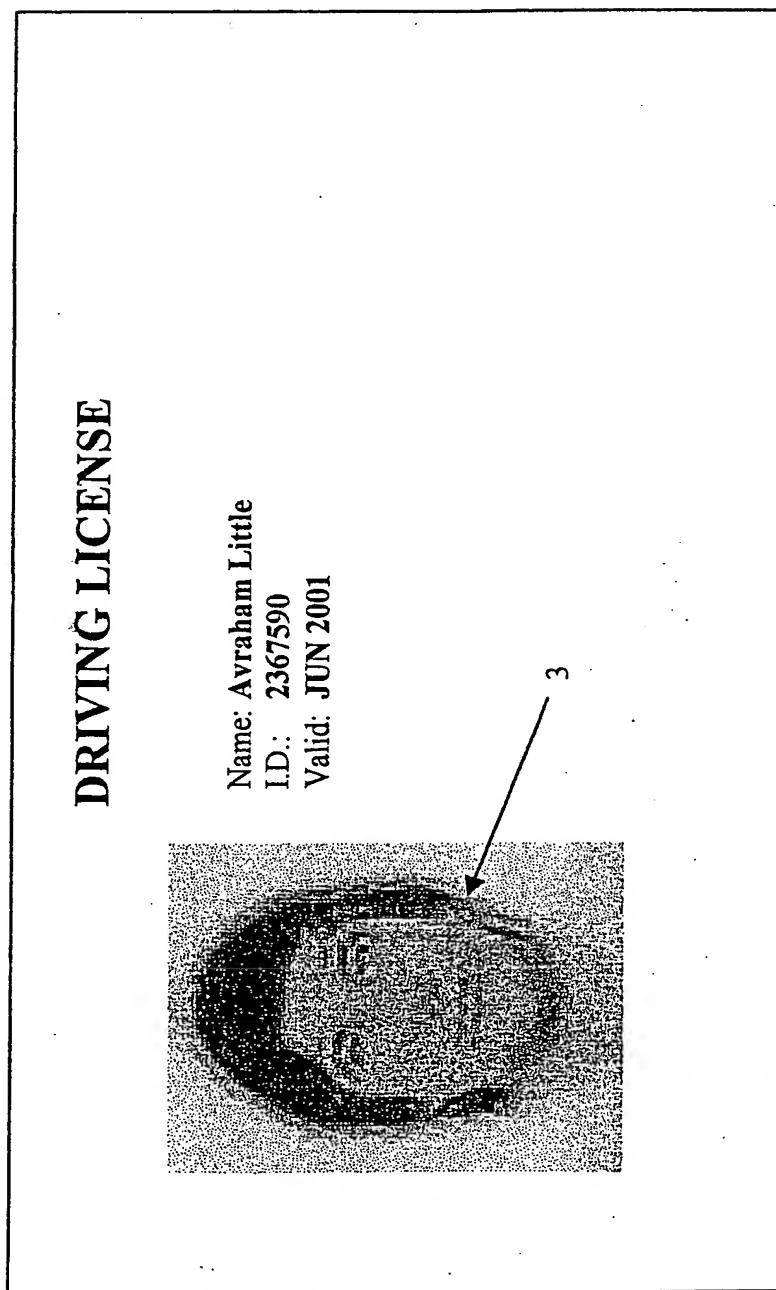 DRIVING LICENSE
Name: Avraham Little
I.D.: 2367590
Valid: JUN 2001
3